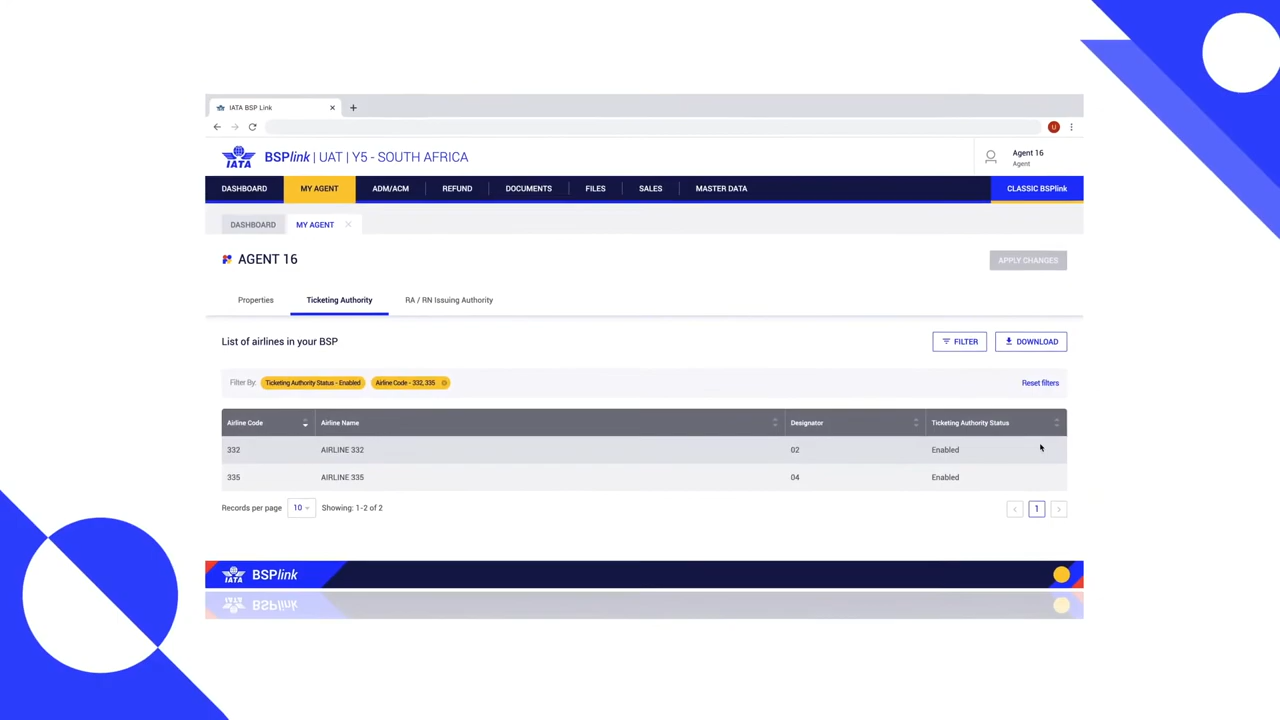 IATA BSP Link
U
IATA BSPlink | UAT | Y5 - SOUTH AFRICA
Agent 16
Agent
DASHBOARD MY AGENT ADM/ACM REFUND DOCUMENTS FILES SALES MASTER DATA CLASSIC BSPlink
DASHBOARD MY AGENT
AGENT 16 APPLY CHANGES
Properties Ticketing Authority RA / RN Issuing Authority
List of airlines in your BSP FILTER DOWNLOAD
Filter By: Ticketing Authority Status - Enabled Airline Code - 332, 335 Reset filters
Airline Code Airline Name Designator Ticketing Authority Status
332 AIRLINE 332 02 Enabled
335 AIRLINE 335 04 Enabled
Records per page 10 Showing: 1-2 of 2 < 1 >
IATA BSPlink